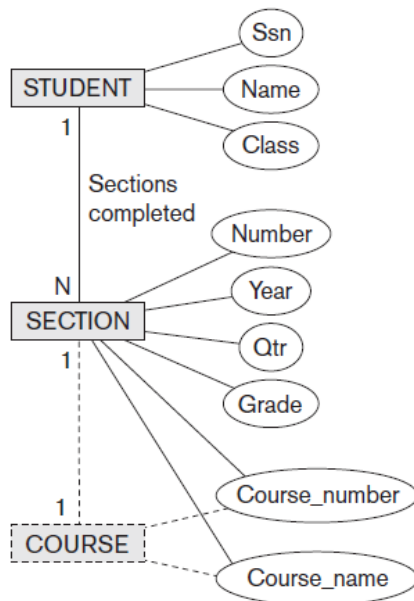 Ssn
STUDENT
Name
1
Class
Sections
completed
Number
N
Year
SECTION
1
Qtr
Grade
Course_number
1
COURSE
Course_name